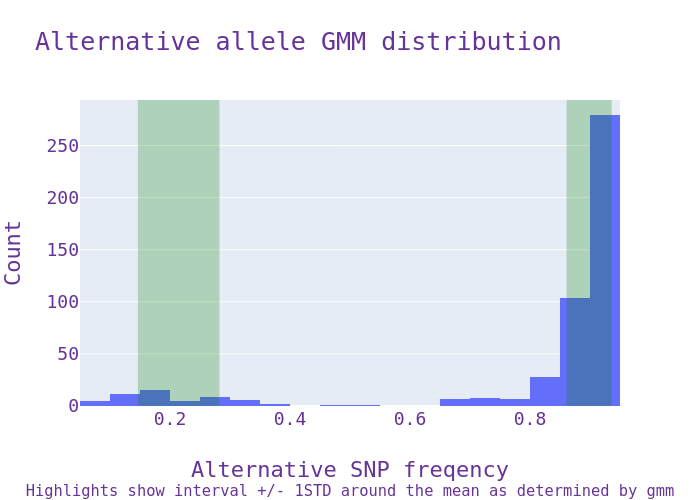 Alternative allele GMM distribution
Count
250
200
150
100
50
0
0.2 0.4 0.6 0.8
Alternative SNP freqency
Highlights show interval +/- 1STD around the mean as determined by gmm